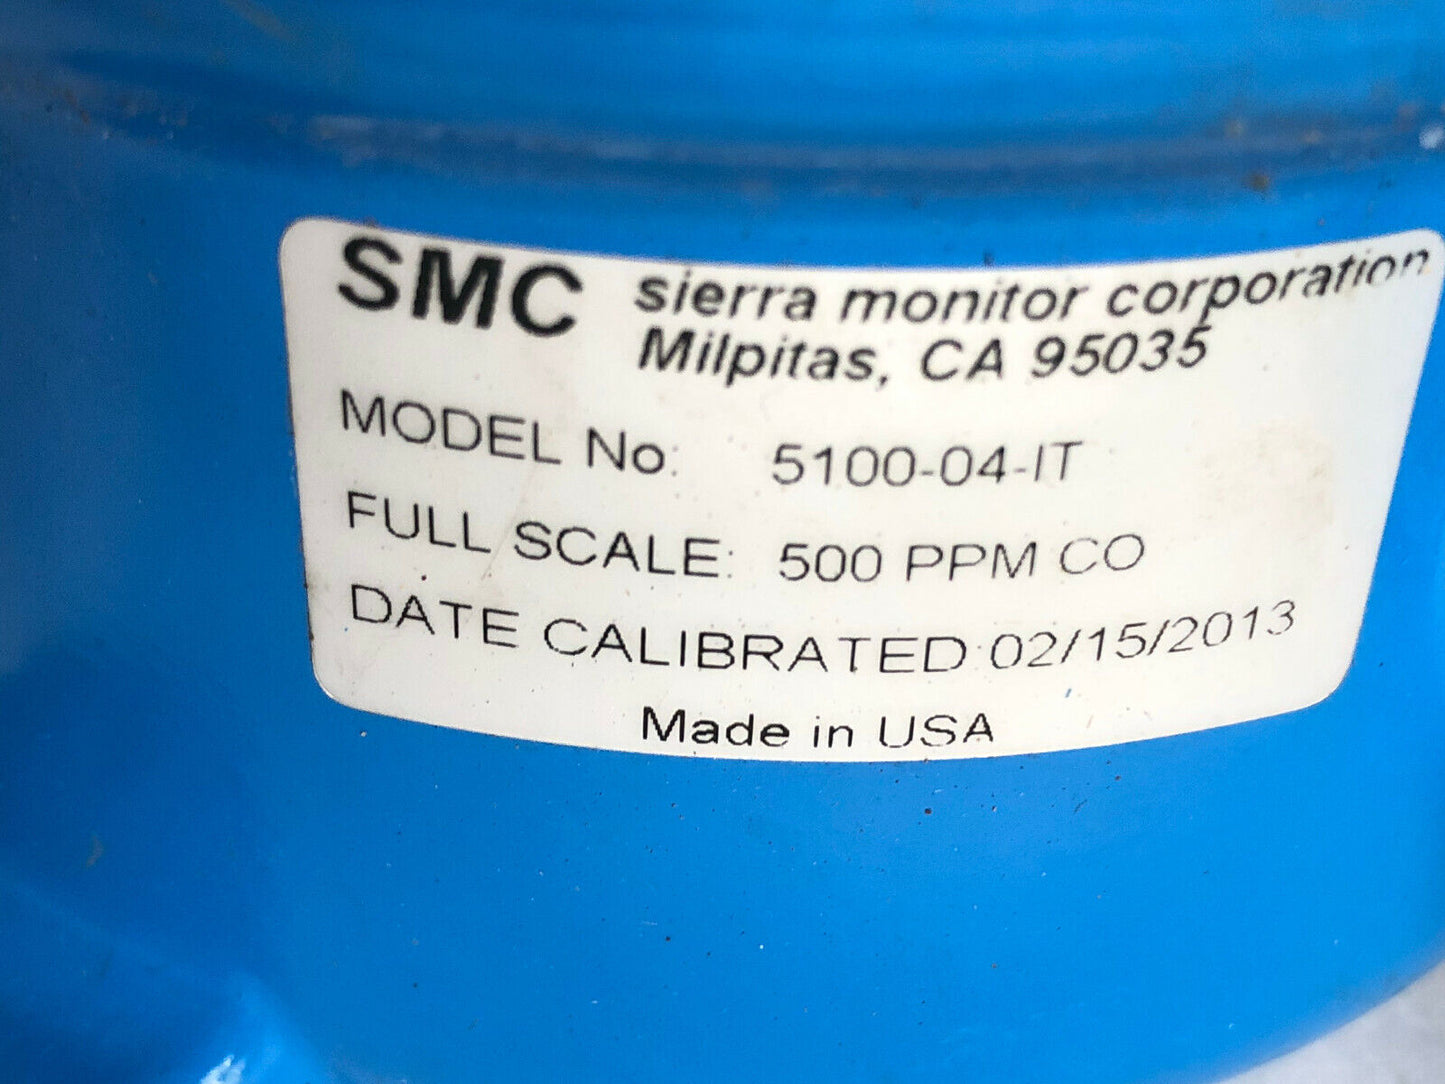 SMC sierra monitor corporation
Milpitas, CA 95035
MODEL No: 5100-04-IT
FULL SCALE: 500 PPM CO
DATE CALIBRATED: 02/15/2013
Made in USA